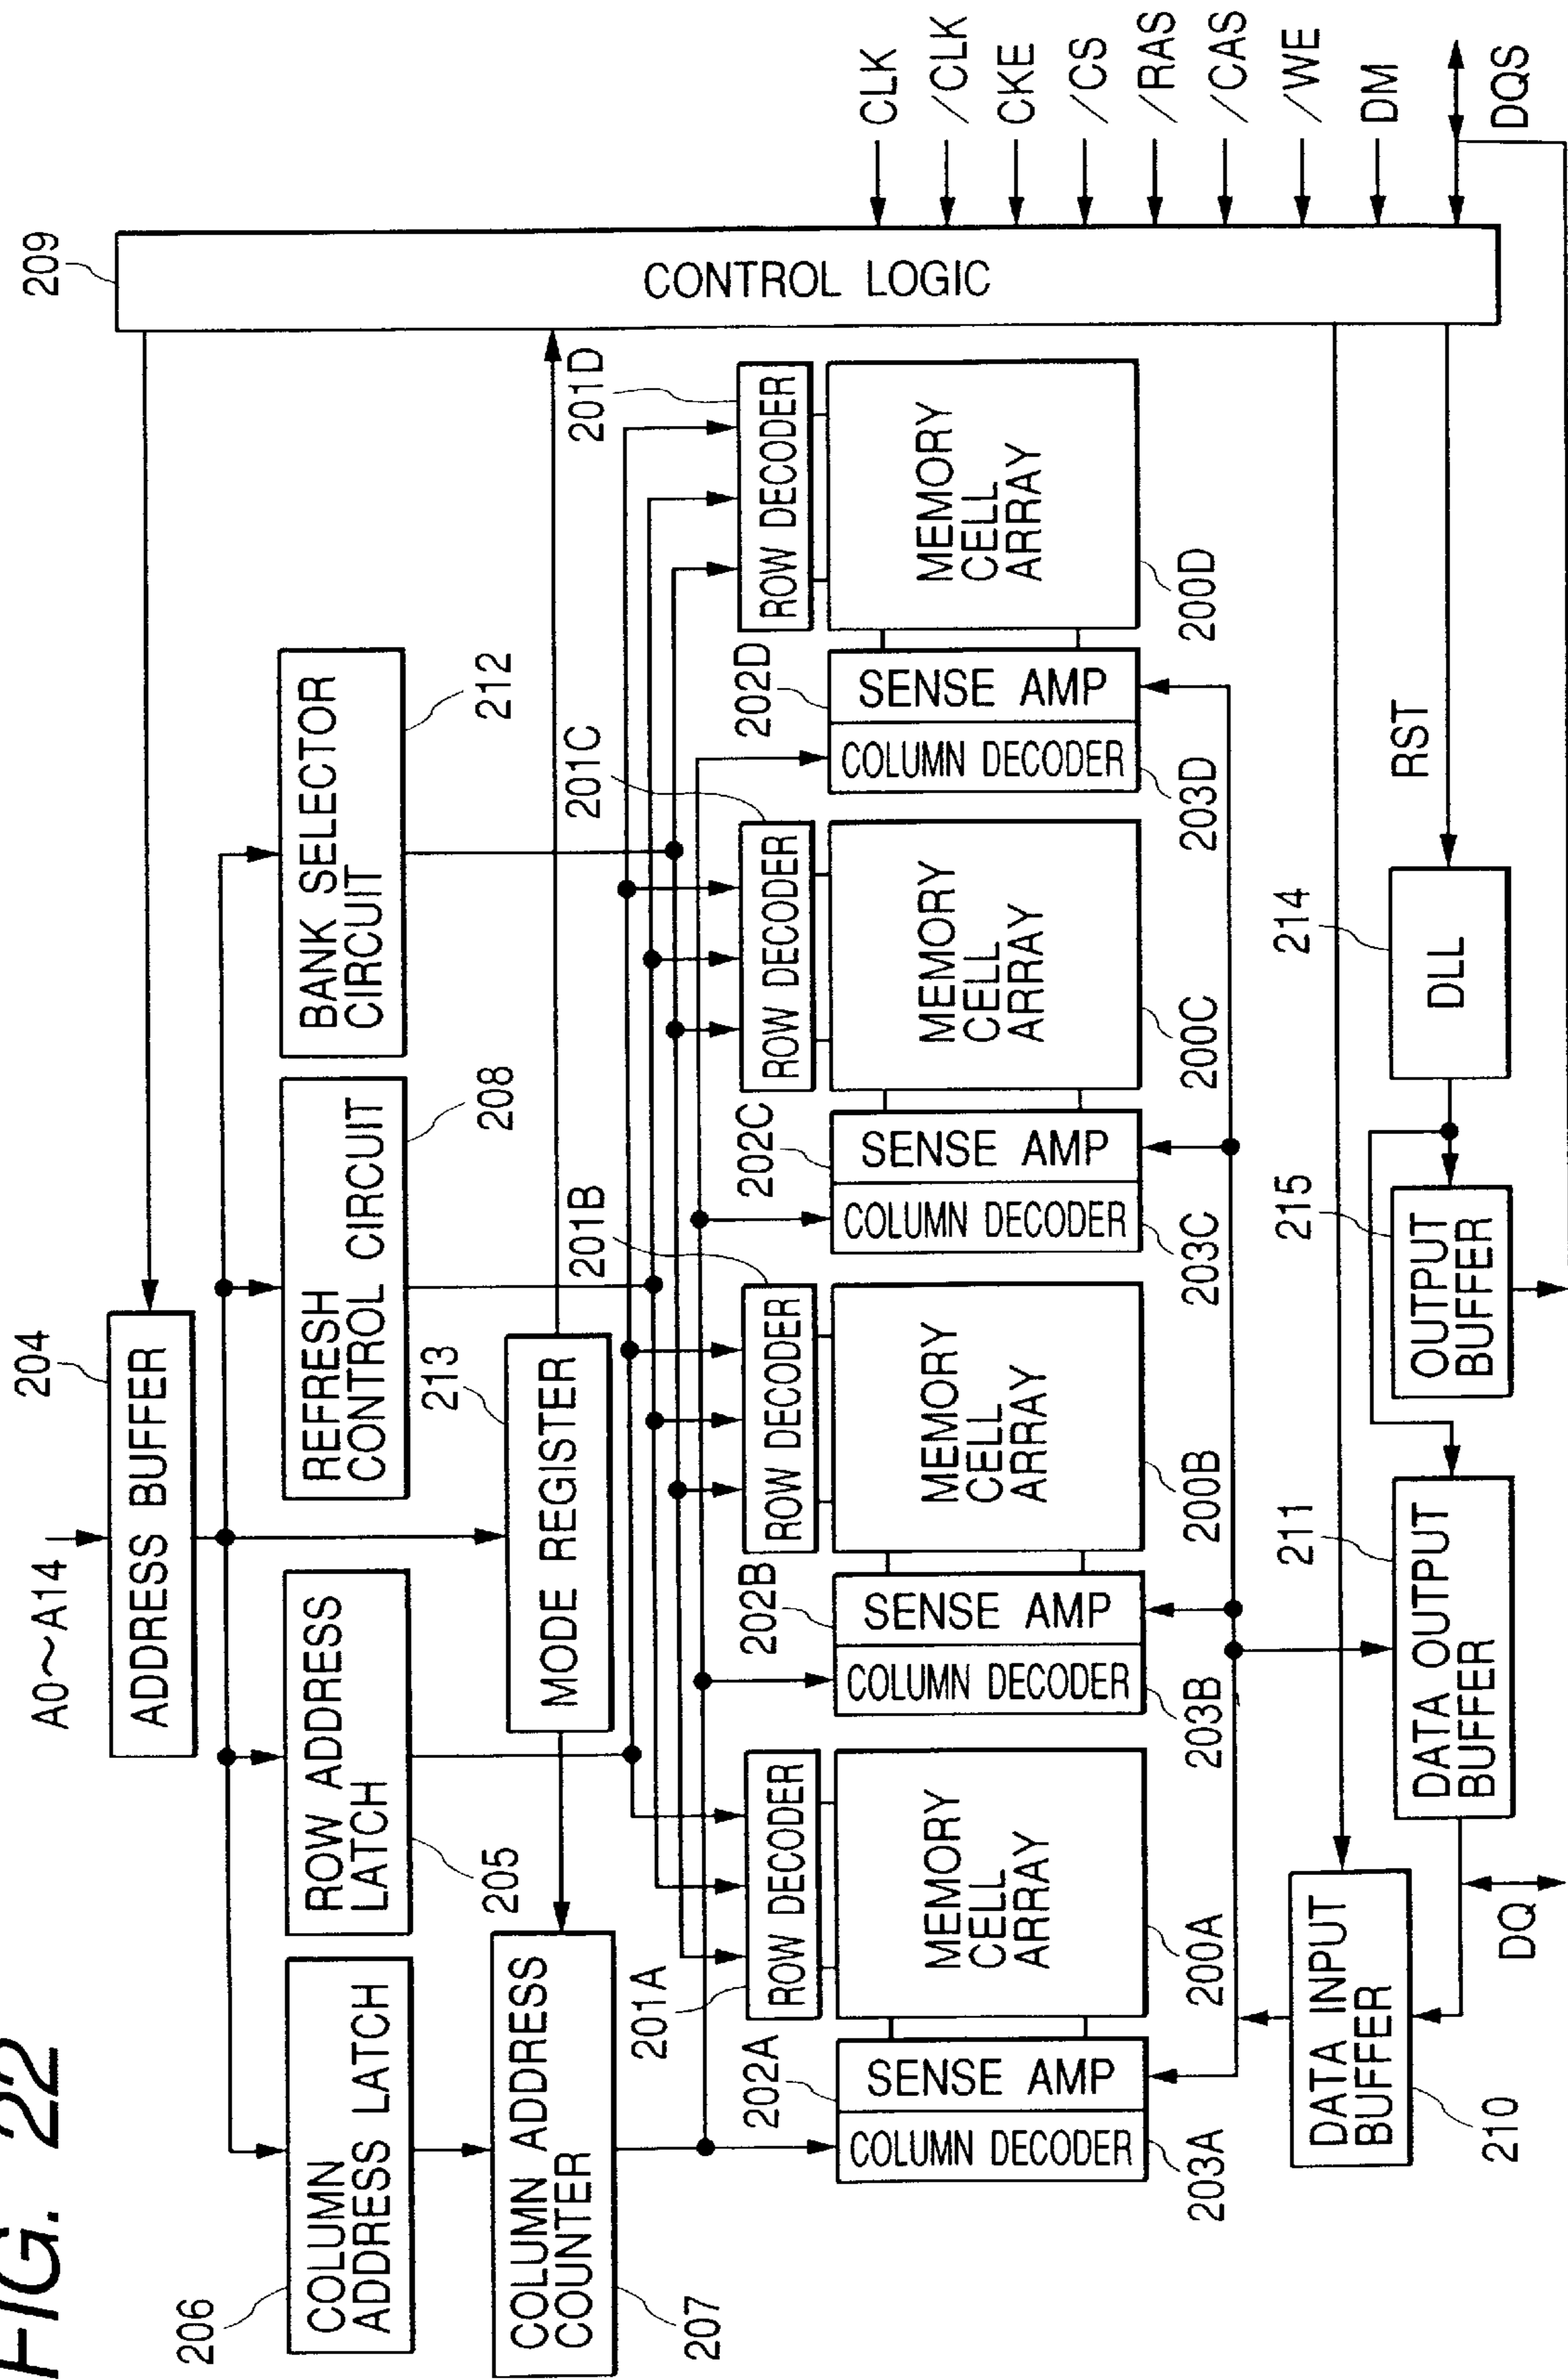 FIG. 22
A0~A14
204
ADDRESS BUFFER
209
CONTROL LOGIC
CLK
/CLK
CKE
/CS
/RAS
/CAS
/WE
DM
DQS
206
COLUMN
ADDRESS LATCH
ROW ADDRESS
LATCH
205
REFRESH
CONTROL CIRCUIT
208
BANK SELECTOR
CIRCUIT
212
213
MODE REGISTER
COLUMN ADDRESS
COUNTER
207
201A
ROW DECODER
201B
ROW DECODER
201C
ROW DECODER
201D
ROW DECODER
202A
SENSE AMP
COLUMN DECODER
203A
MEMORY
CELL
ARRAY
200A
202B
SENSE AMP
COLUMN DECODER
203B
MEMORY
CELL
ARRAY
200B
202C
SENSE AMP
COLUMN DECODER
203C
MEMORY
CELL
ARRAY
200C
202D
SENSE AMP
COLUMN DECODER
203D
MEMORY
CELL
ARRAY
200D
DATA INPUT
BUFFER
210
DQ
211
DATA OUTPUT
BUFFER
215
OUTPUT
BUFFER
214
DLL
RST